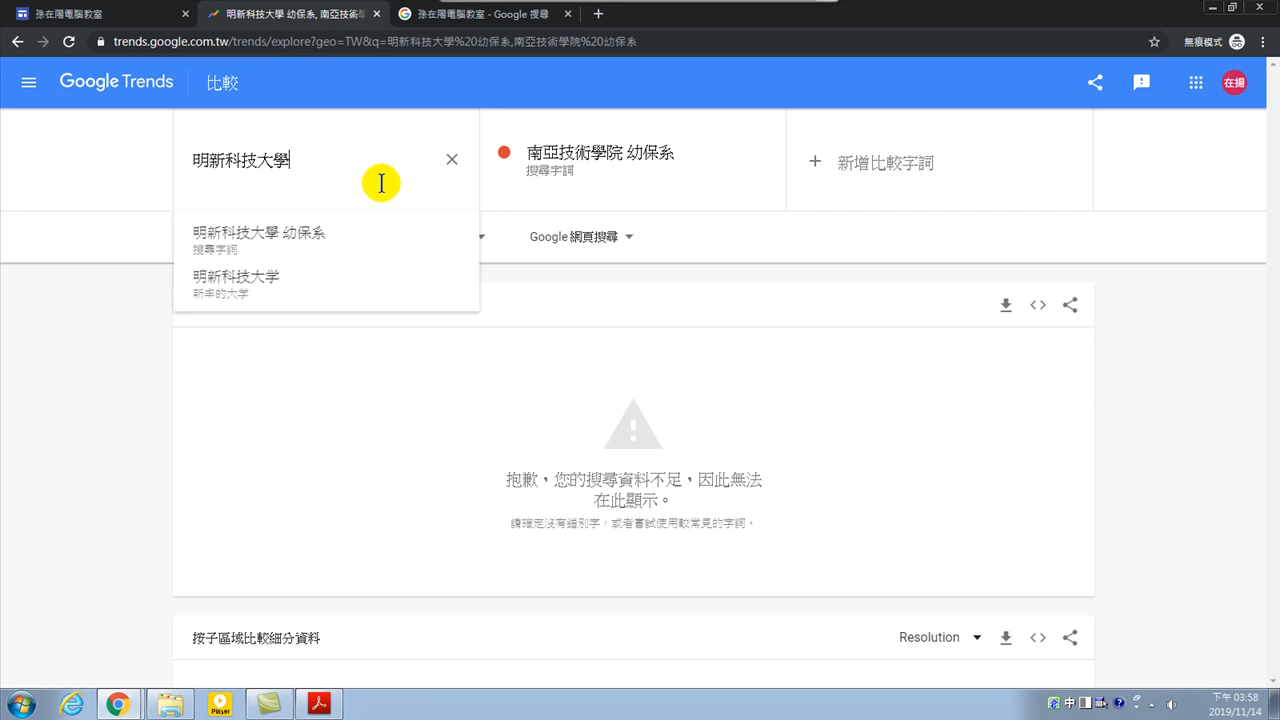 孫在陽電腦教室
明新科技大學 幼保系, 南亞技術學
孫在陽電腦教室 - Google 搜尋
trends.google.com.tw/trends/explore?geo=TW&q=明新科技大學%20幼保系,南亞技術學院%20幼保系
無痕模式
Google Trends
比較
在揚
明新科技大學
南亞技術學院 幼保系
搜尋字詞
新增比較字詞
明新科技大學 幼保系
搜尋字詞
明新科技大学
新丰的大学
Google 網頁搜尋
抱歉，您的搜尋資料不足，因此無法
在此顯示。
請確定沒有錯別字，或者嘗試使用較常見的字詞。
按子區域比較細分資料
Resolution
Player
中
下午 03:58
2019/11/14